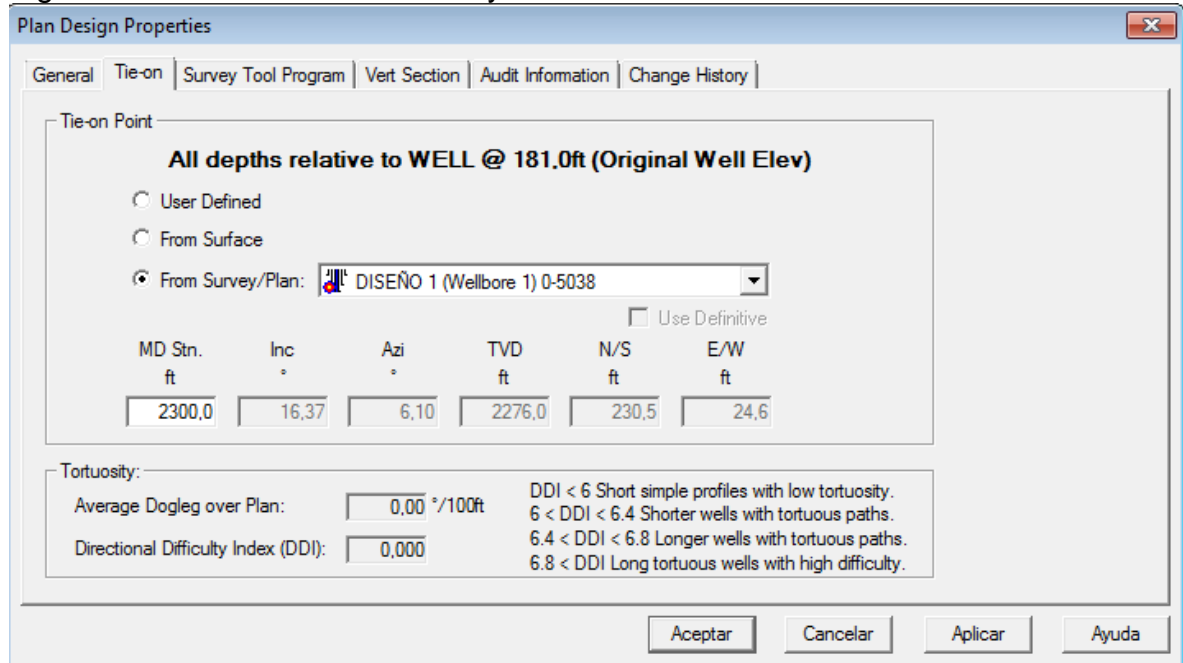 Plan Design Properties
General Tie-on Survey Tool Program Vert Section Audit Information Change History
Tie-on Point
All depths relative to WELL @ 181.0ft (Original Well Elev)
User Defined
From Surface
From Survey/Plan: DISEÑO 1 (Wellbore 1) 0-5038
Use Definitive
MD Stn. Inc Azi TVD N/S E/W
ft ° ° ft ft ft
2300,0 16,37 6,10 2276,0 230,5 24,6
Tortuosity:
Average Dogleg over Plan: 0,00 °/100ft
Directional Difficulty Index (DDI): 0,000
DDI < 6 Short simple profiles with low tortuosity.
6 < DDI < 6.4 Shorter wells with tortuous paths.
6.4 < DDI < 6.8 Longer wells with tortuous paths.
6.8 < DDI Long tortuous wells with high difficulty.
Aceptar Cancelar Aplicar Ayuda